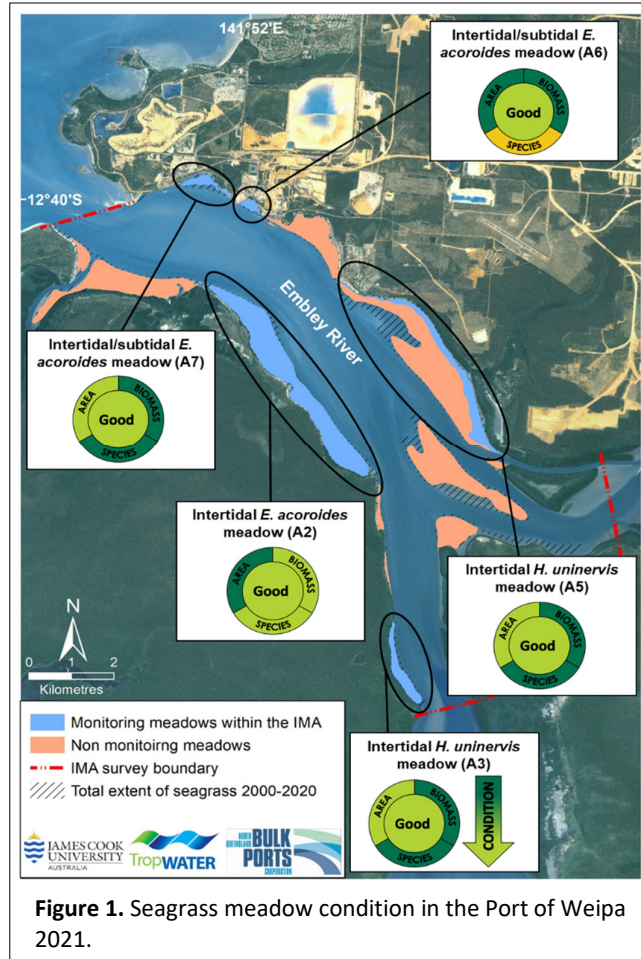 141°52'E
Intertidal/subtidal E.
acoroides meadow (A6)
AREA
BIOMASS
Good
SPECIES
12°40'S
Embley River
Intertidal/subtidal E.
acoroides meadow (A7)
AREA
BIOMASS
Good
SPECIES
Intertidal E. acoroides
meadow (A2)
AREA
BIOMASS
Good
SPECIES
Intertidal H. uninervis
meadow (A5)
AREA
BIOMASS
Good
SPECIES
N
0 1 2
Kilometres
Intertidal H. uninervis
meadow (A3)
AREA
BIOMASS
Good
SPECIES
CONDITION
Monitoring meadows within the IMA
Non monitoirng meadows
IMA survey boundary
Total extent of seagrass 2000-2020
JAMES COOK
UNIVERSITY
AUSTRALIA
TropWATER
NORTH
QUEENSLAND
BULK
PORTS
CORPORATION
Figure 1. Seagrass meadow condition in the Port of Weipa
2021.